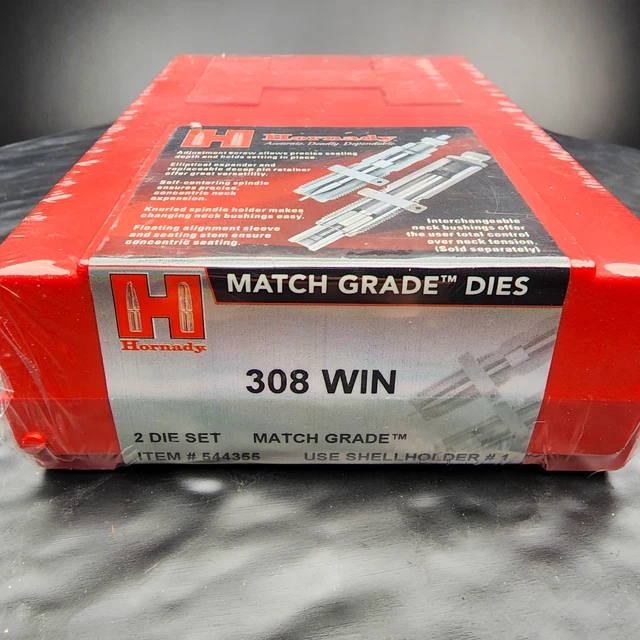 H Hornady
Accurate. Deadly. Dependable.
Adjustment screw allows precise seating
depth and holds setting in place.
Elliptical expander and
replaceable decap pin retainer
offer great versatility.
Self-centering spindle
ensures precise,
concentric neck
expansion.
Knurled spindle holder makes
changing neck bushings easy.
Floating alignment sleeve
and seating stem ensure
concentric seating.
Interchangeable
neck bushings offer
the user total control
over neck tension
(Sold separately)
MATCH GRADE™ DIES
H
Hornady
308 WIN
2 DIE SET MATCH GRADE™
ITEM # 544355 USE SHELLHOLDER # 1